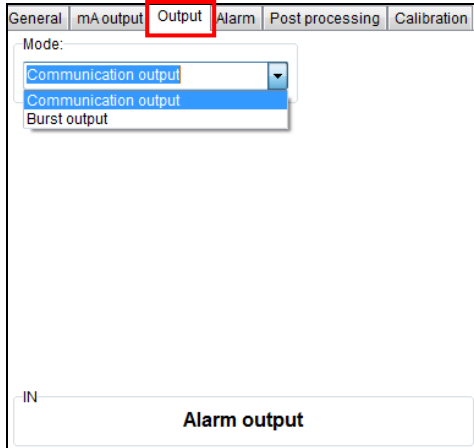 General mA output Output Alarm Post processing Calibration
Mode:
Communication output
Communication output
Burst output
IN
Alarm output